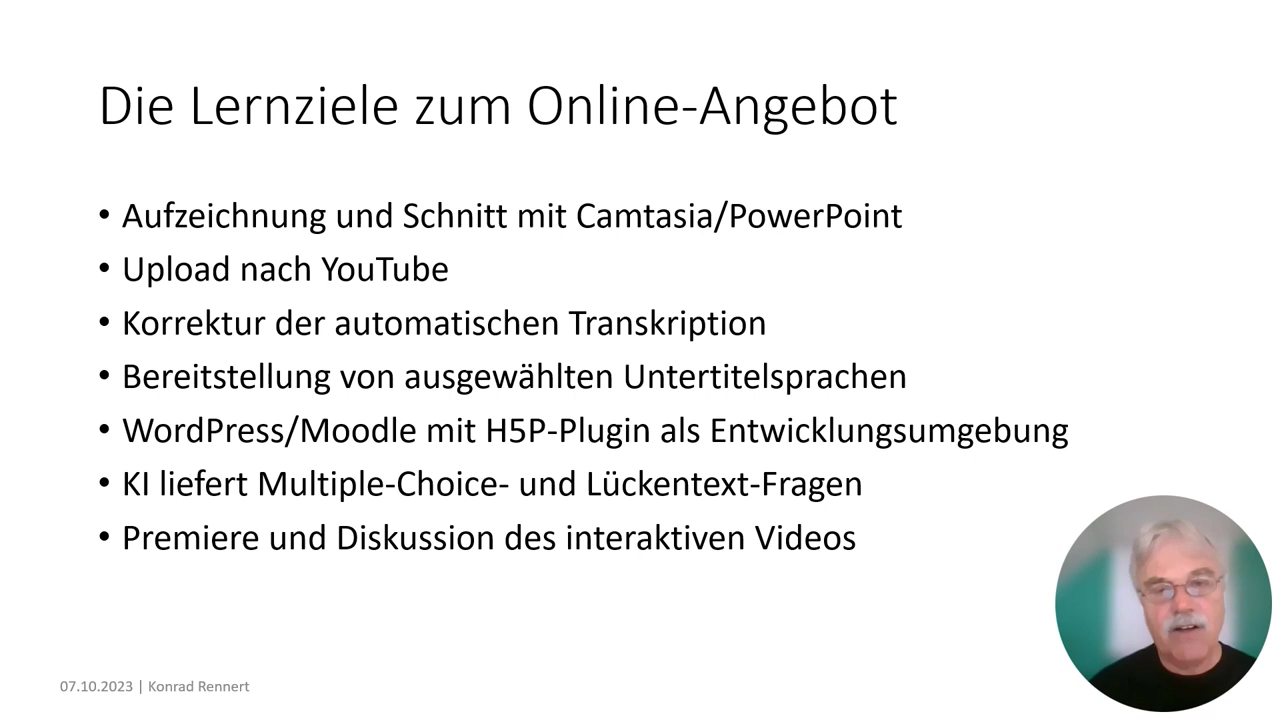 Die Lernziele zum Online-Angebot
• Aufzeichnung und Schnitt mit Camtasia/PowerPoint
• Upload nach YouTube
• Korrektur der automatischen Transkription
• Bereitstellung von ausgewählten Untertitelsprachen
• WordPress/Moodle mit H5P-Plugin als Entwicklungsumgebung
• KI liefert Multiple-Choice- und Lückentext-Fragen
• Premiere und Diskussion des interaktiven Videos
07.10.2023 | Konrad Rennert